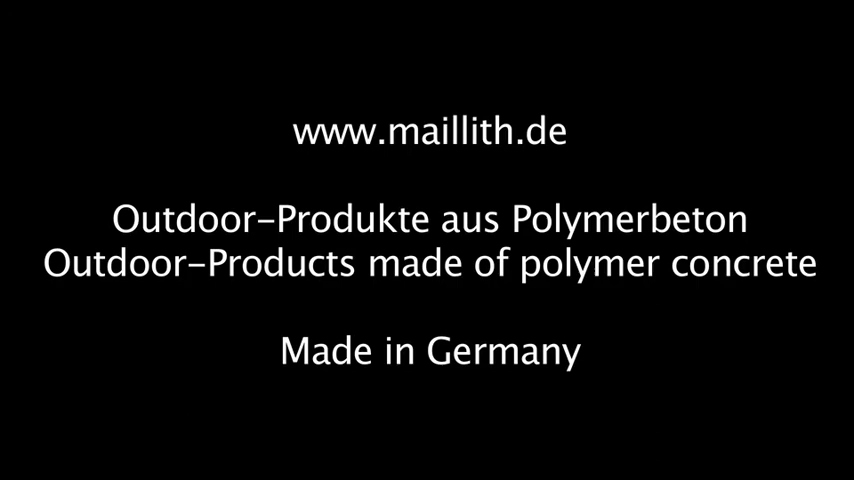 www.maillith.de
Outdoor-Produkte aus Polymerbeton
Outdoor-Products made of polymer concrete
Made in Germany